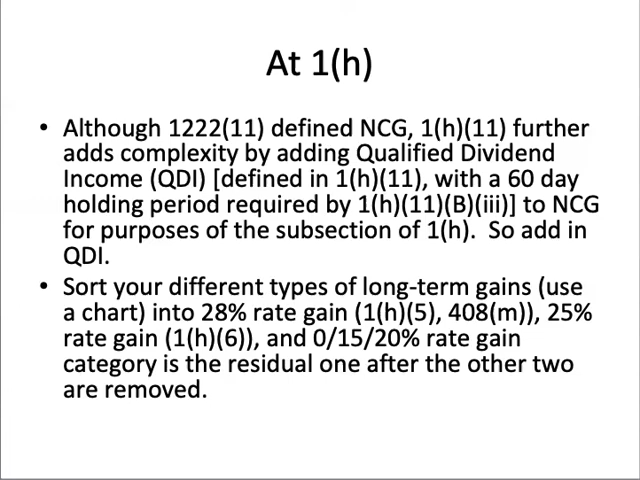 At 1(h)
• Although 1222(11) defined NCG, 1(h)(11) further
adds complexity by adding Qualified Dividend
Income (QDI) [defined in 1(h)(11), with a 60 day
holding period required by 1(h)(11)(B)(iii)] to NCG
for purposes of the subsection of 1(h).  So add in
QDI.
• Sort your different types of long-term gains (use
a chart) into 28% rate gain (1(h)(5), 408(m)), 25%
rate gain (1(h)(6)), and 0/15/20% rate gain
category is the residual one after the other two
are removed.